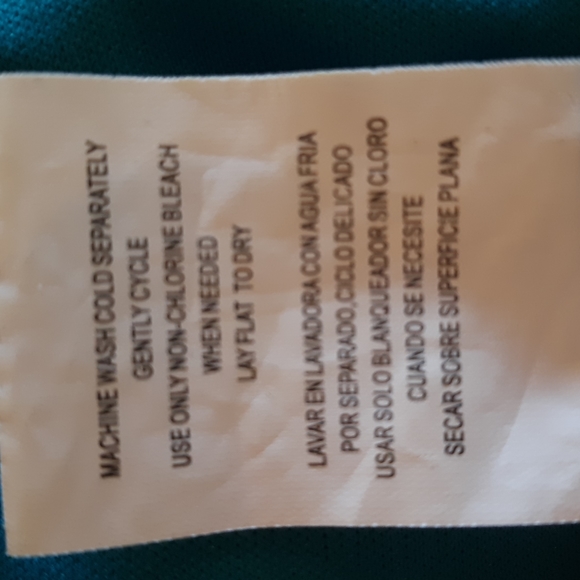 MACHINE WASH COLD SEPARATELY
GENTLY CYCLE
USE ONLY NON-CHLORINE BLEACH
WHEN NEEDED
LAY FLAT TO DRY
LAVAR EN LAVADORA CON AGUA FRIA
POR SEPARADO, CICLO DELICADO
USAR SOLO BLANQUEADOR SIN CLORO
CUANDO SE NECESITE
SECAR SOBRE SUPERFICIE PLANA